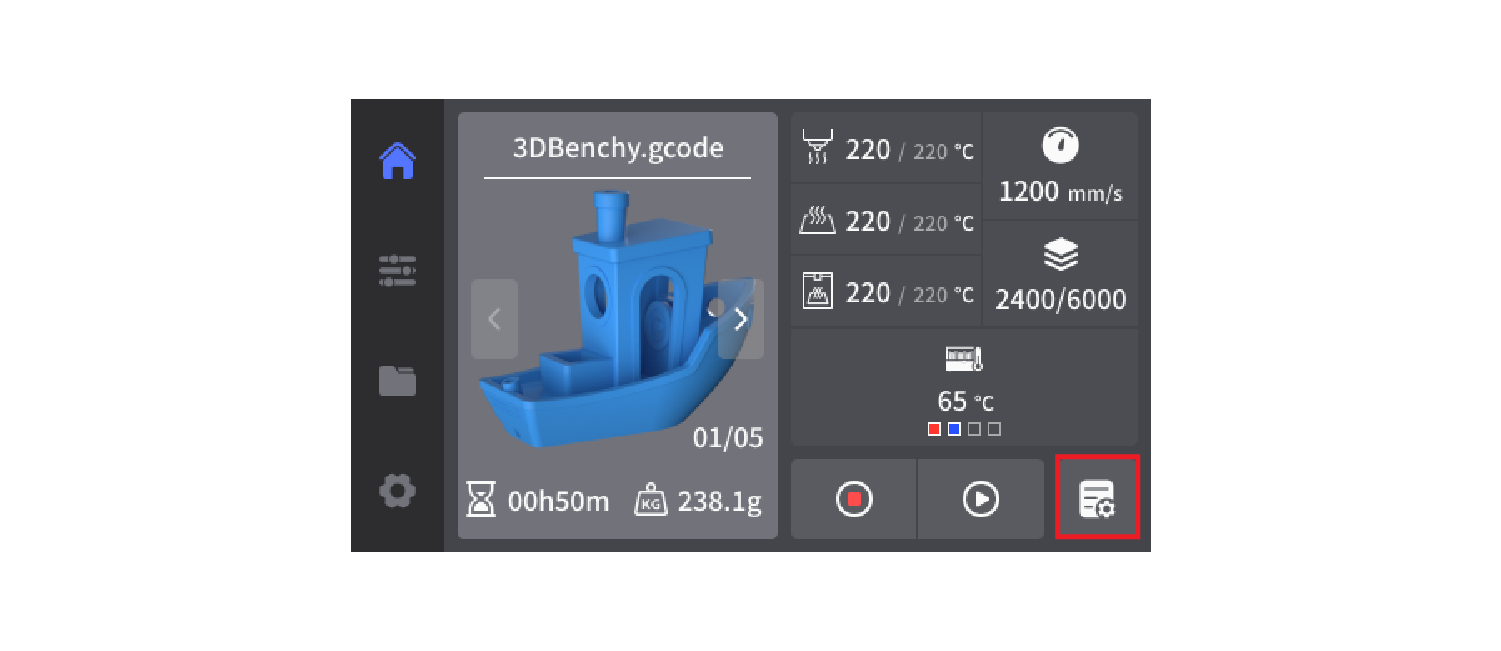 3DBenchy.gcode
01/05
00h50m
KG
238.1g
220 / 220 °C
220 / 220 °C
220 / 220 °C
1200 mm/s
2400/6000
65 °C